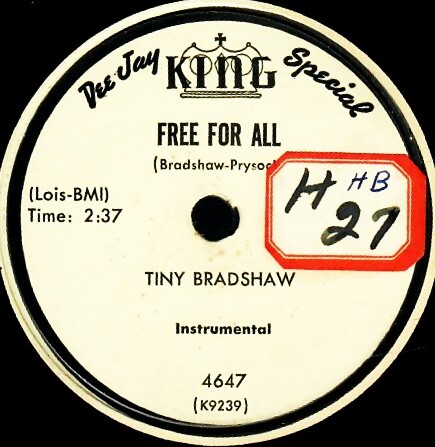 Dee-Jay KING Special
FREE FOR ALL
(Bradshaw-Prysoc
(Lois-BMI)
Time: 2:37
H HB
27
TINY BRADSHAW
Instrumental
4647
(K9239)